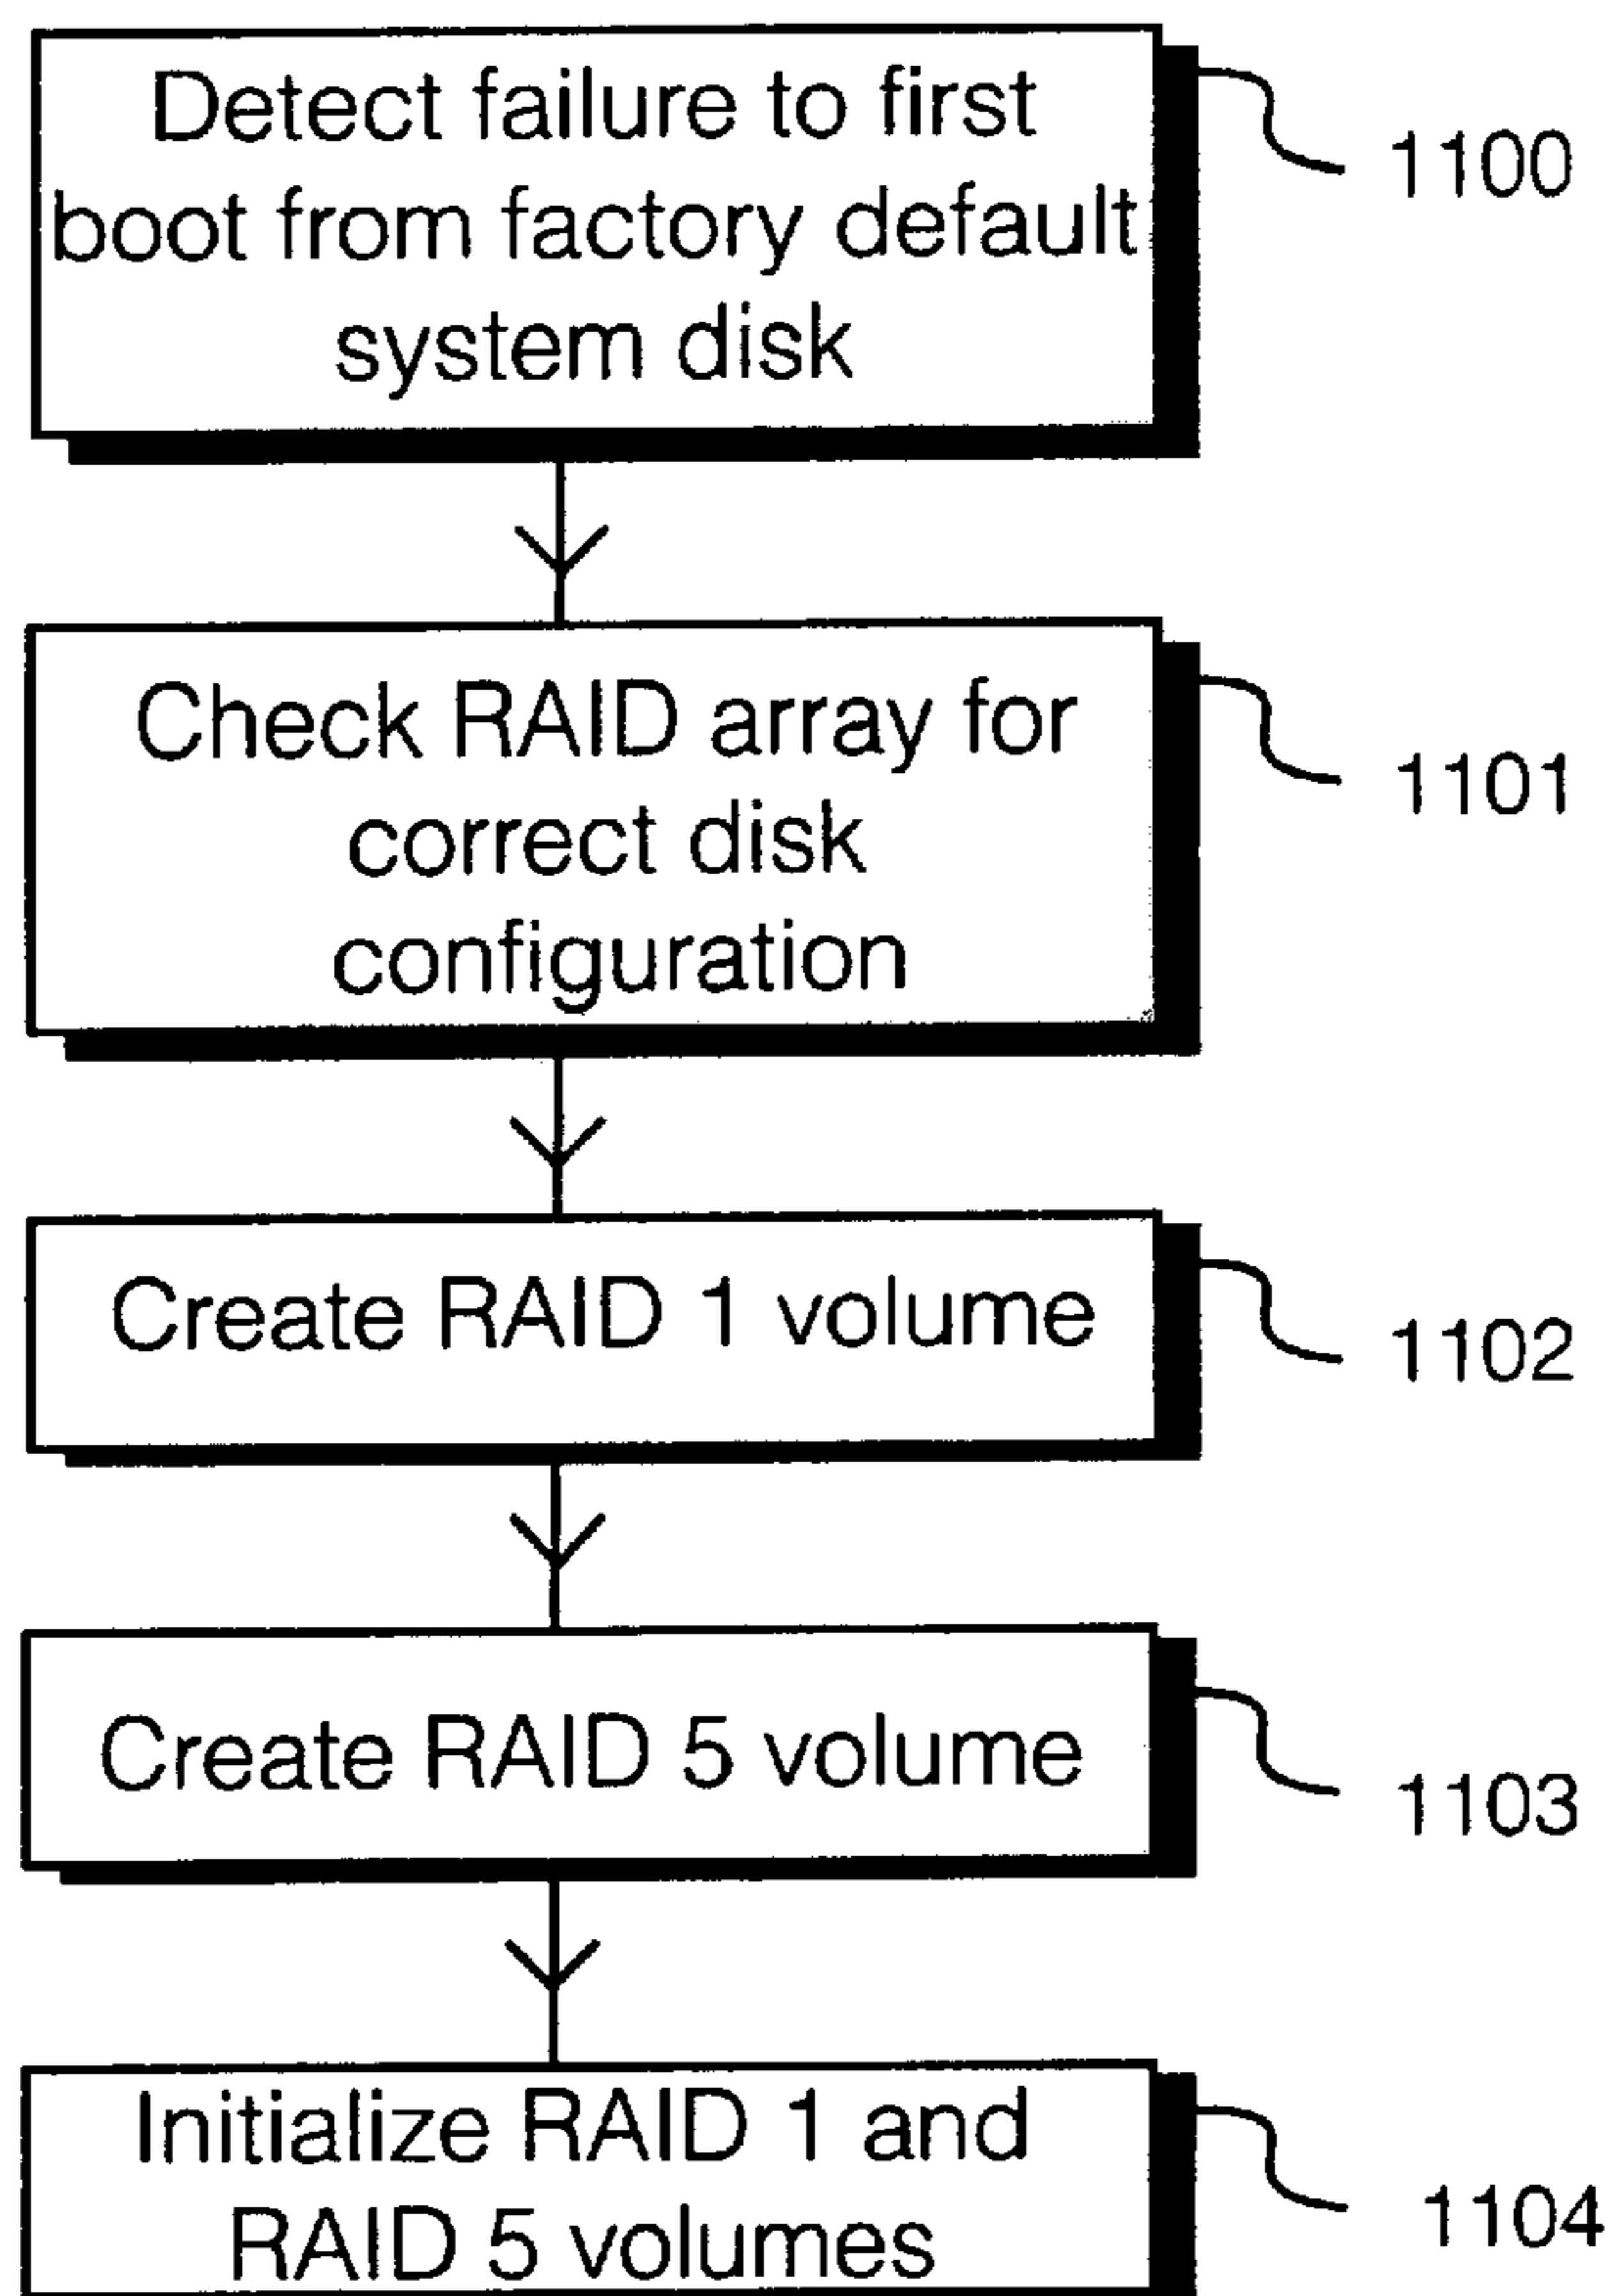 Detect failure to first
boot from factory default
system disk
1100
Check RAID array for
correct disk
configuration
1101
Create RAID 1 volume
1102
Create RAID 5 volume
1103
Initialize RAID 1 and
RAID 5 volumes
1104